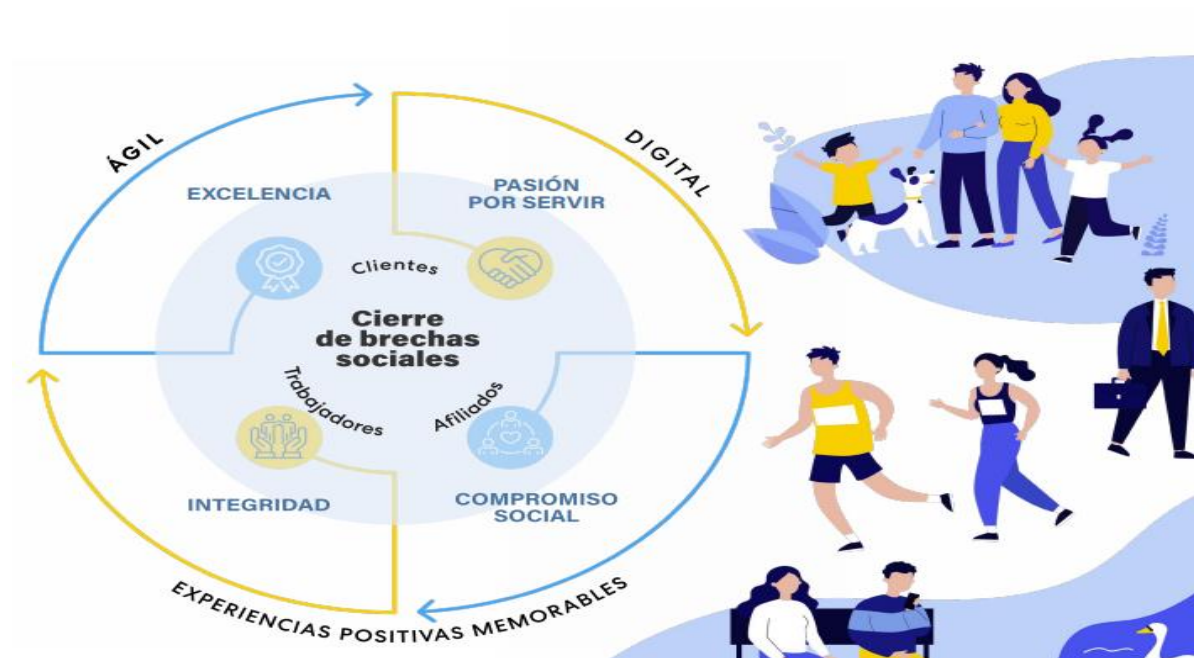 ÁGIL
DIGITAL
EXCELENCIA
PASIÓN
POR SERVIR
Clientes
Cierre
de brechas
sociales
Trabajadores
Afiliados
INTEGRIDAD
COMPROMISO
SOCIAL
EXPERIENCIAS POSITIVAS MEMORABLES